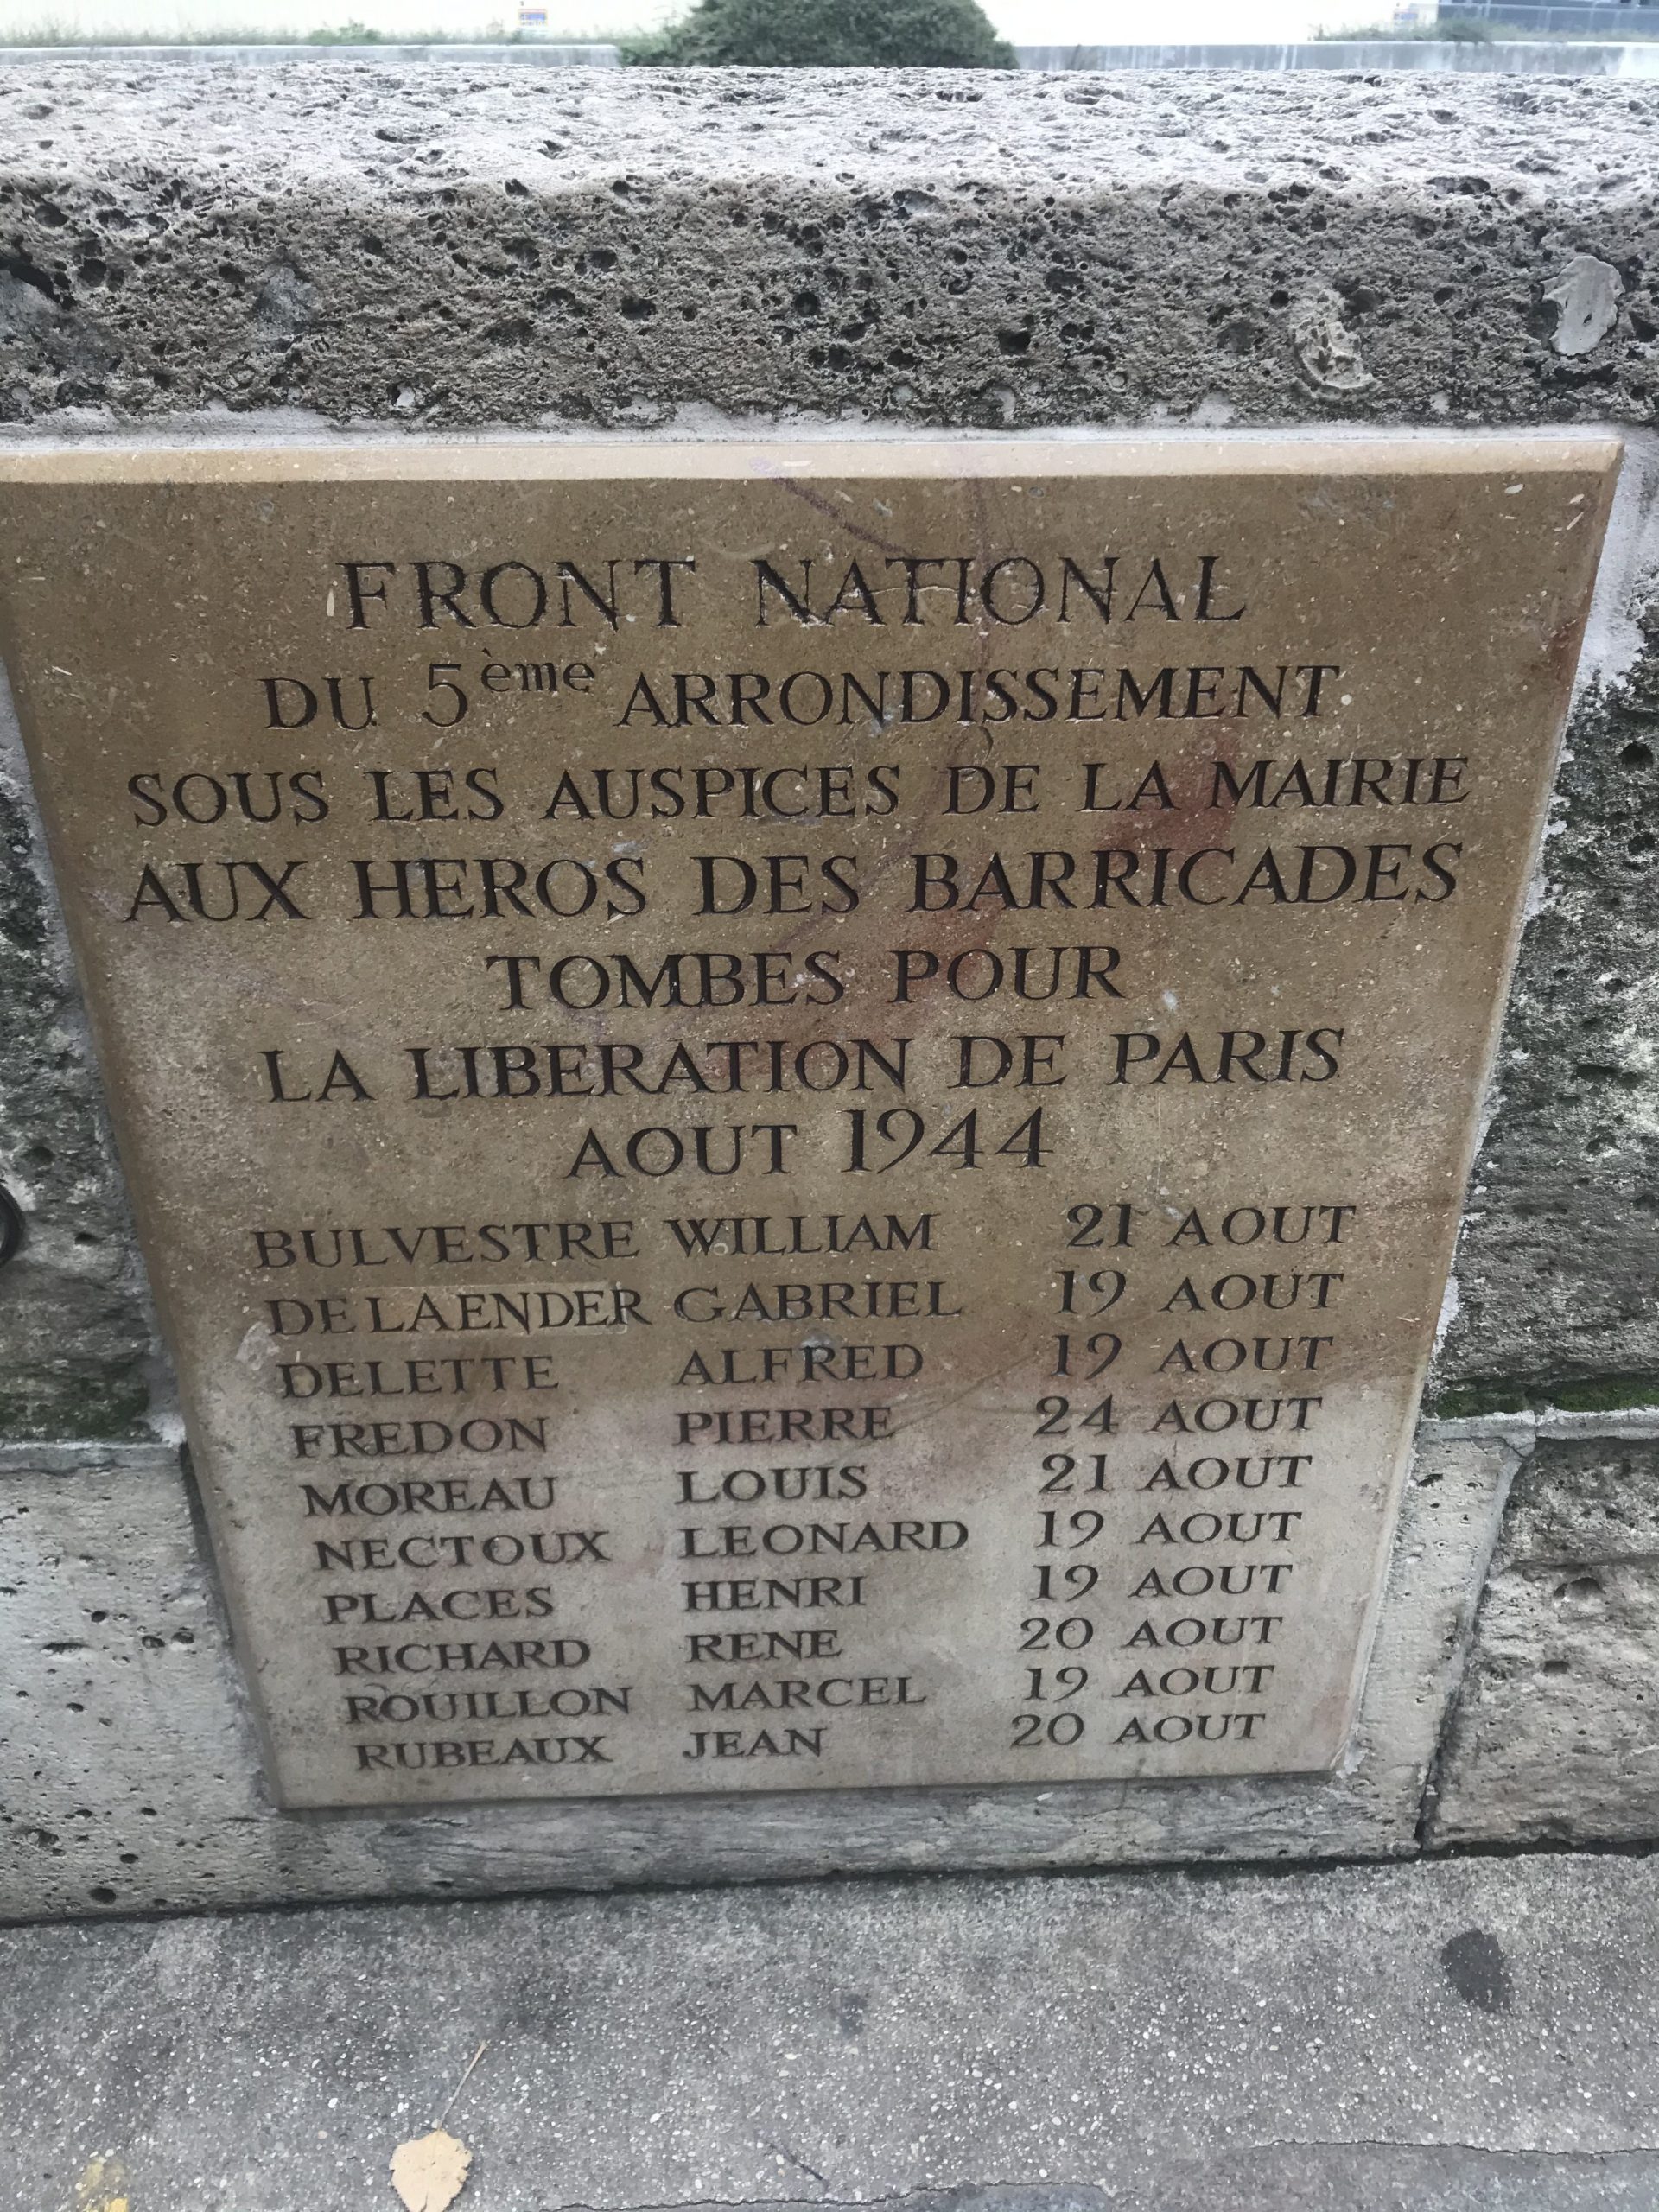 FRONT NATIONAL
DU 5ème ARRONDISSEMENT
SOUS LES AUSPICES DE LA MAIRIE
AUX HEROS DES BARRICADES
TOMBES POUR
LA LIBERATION DE PARIS
AOUT 1944
BULVESTRE WILLIAM 21 AOUT
DE LAENDER GABRIEL 19 AOUT
DELETTE ALFRED 19 AOUT
FREDON PIERRE 24 AOUT
MOREAU LOUIS 21 AOUT
NECTOUX LEONARD 19 AOUT
PLACES HENRI 19 AOUT
RICHARD RENE 20 AOUT
ROUILLON MARCEL 19 AOUT
RUBEAUX JEAN 20 AOUT